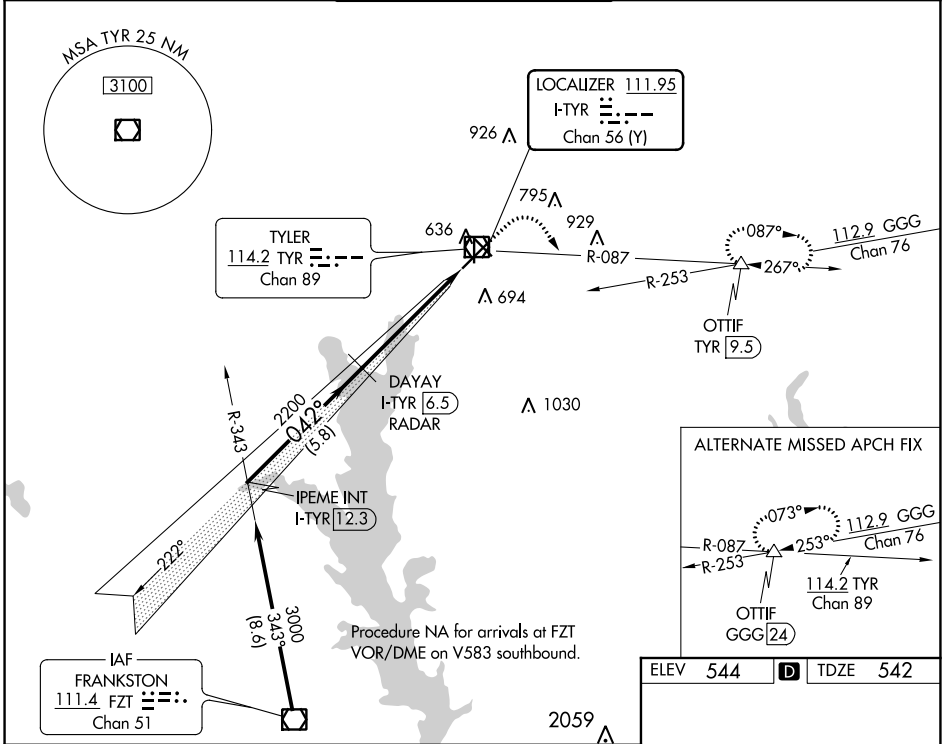 MSA TYR 25 NM
3100
LOCALIZER 111.95
I-TYR
Chan 56 (Y)
926
795
929
636
TYLER
114.2 TYR
Chan 89
R-087
087°
267°
112.9 GGG
Chan 76
R-253
OTTIF
TYR 9.5
694
DAYAY
I-TYR 6.5
RADAR
1030
2200
042°
(5.8)
R-343
IPEME INT
I-TYR 12.3
222°
3000
343°
(8.6)
Procedure NA for arrivals at FZT
VOR/DME on V583 southbound.
IAF
FRANKSTON
111.4 FZT
Chan 51
2059
ALTERNATE MISSED APCH FIX
073°
253°
112.9 GGG
Chan 76
R-087
R-253
114.2 TYR
Chan 89
OTTIF
GGG 24
ELEV 544 D TDZE 542